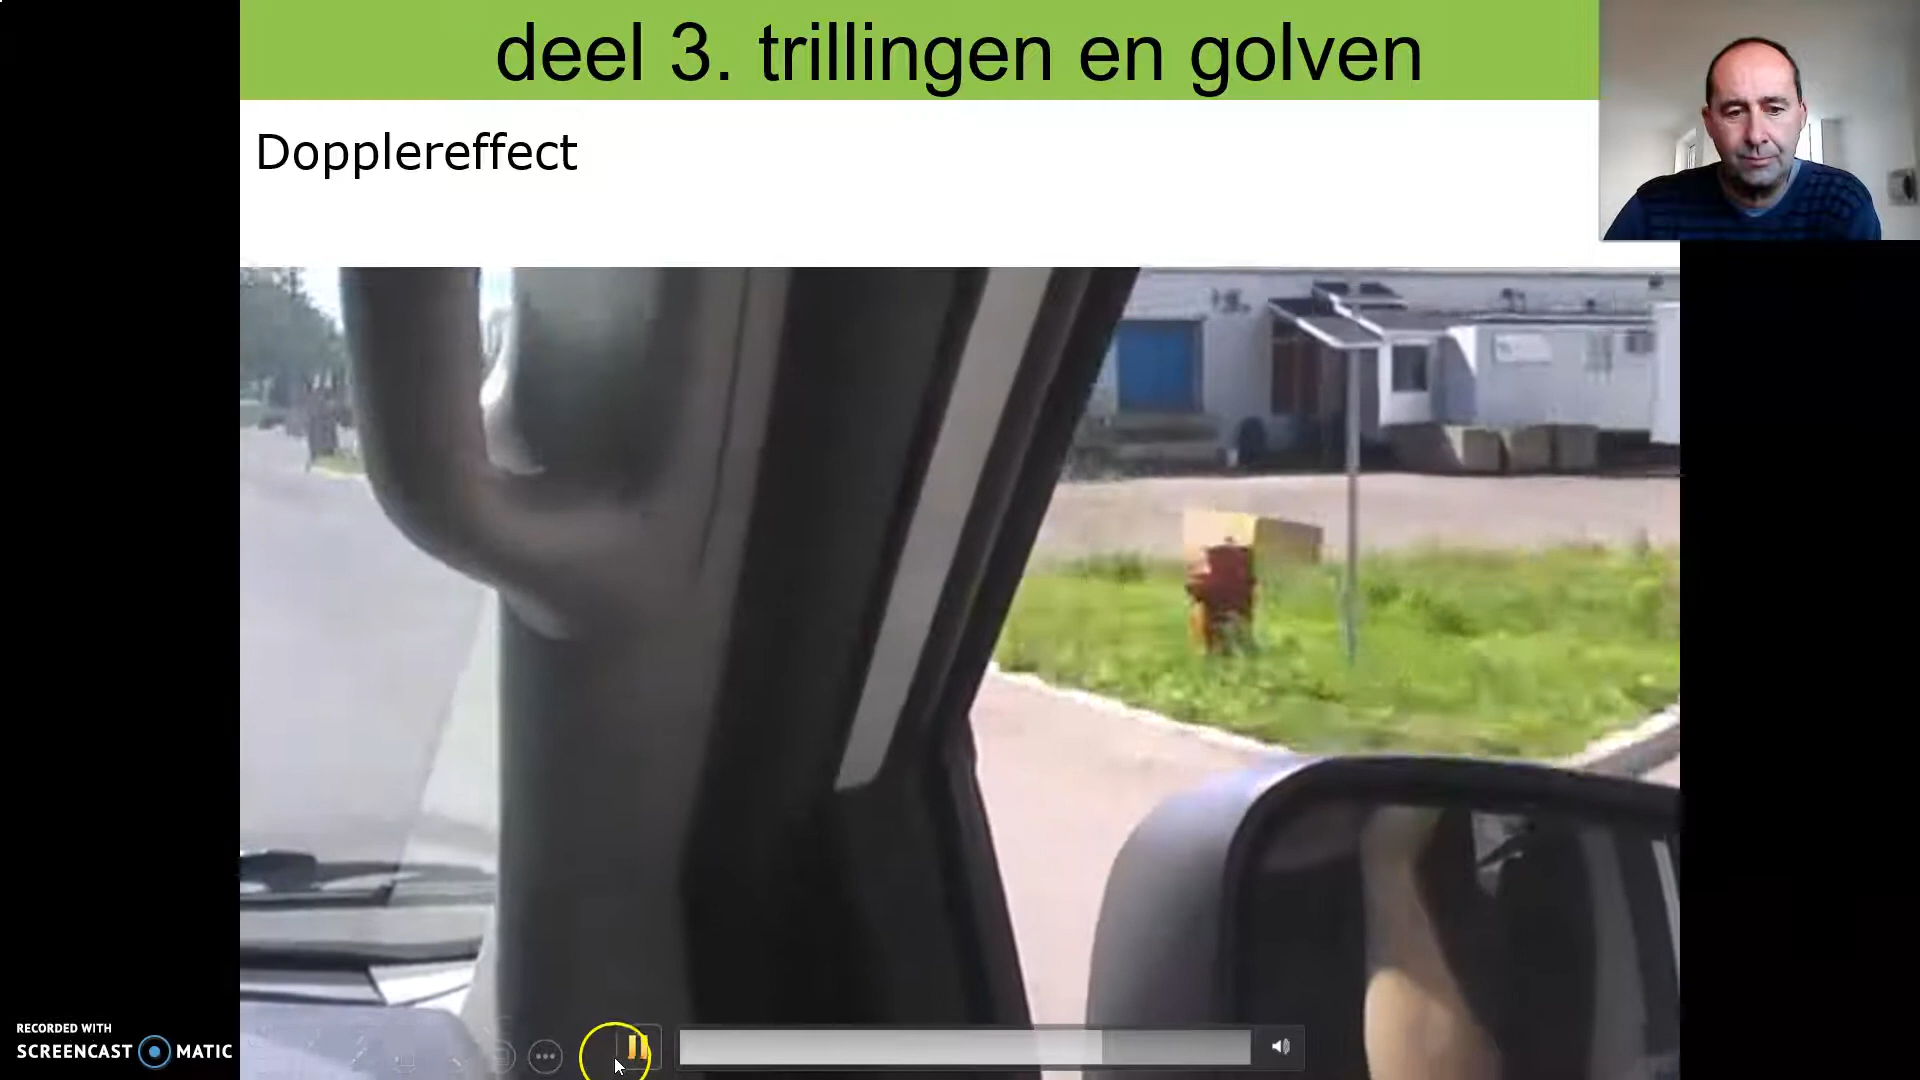 deel 3. trillingen en golven
Dopplereffect
RECORDED WITH
SCREENCAST MATIC